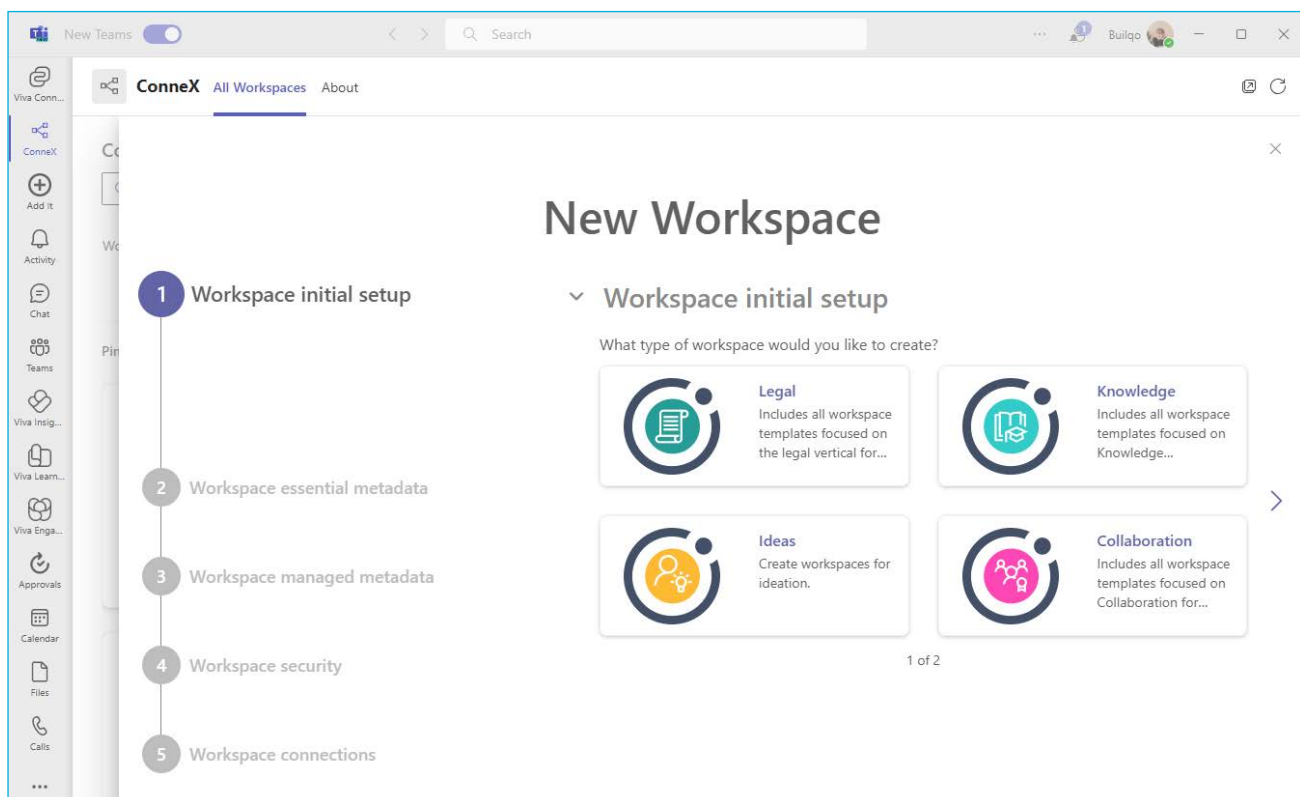 New Teams
Search
1
Builqo
Viva Conn...
ConneX
Add It
Activity
Chat
Teams
Viva Insig...
Viva Learn...
Viva Enga...
Approvals
Calendar
Files
Calls
ConneX All Workspaces About
Co
Wo
Pin
New Workspace
1 Workspace initial setup
2 Workspace essential metadata
3 Workspace managed metadata
4 Workspace security
5 Workspace connections
Workspace initial setup
What type of workspace would you like to create?
Legal
Includes all workspace
templates focused on
the legal vertical for...
Knowledge
Includes all workspace
templates focused on
Knowledge...
Ideas
Create workspaces for
ideation.
Collaboration
Includes all workspace
templates focused on
Collaboration for...
1 of 2